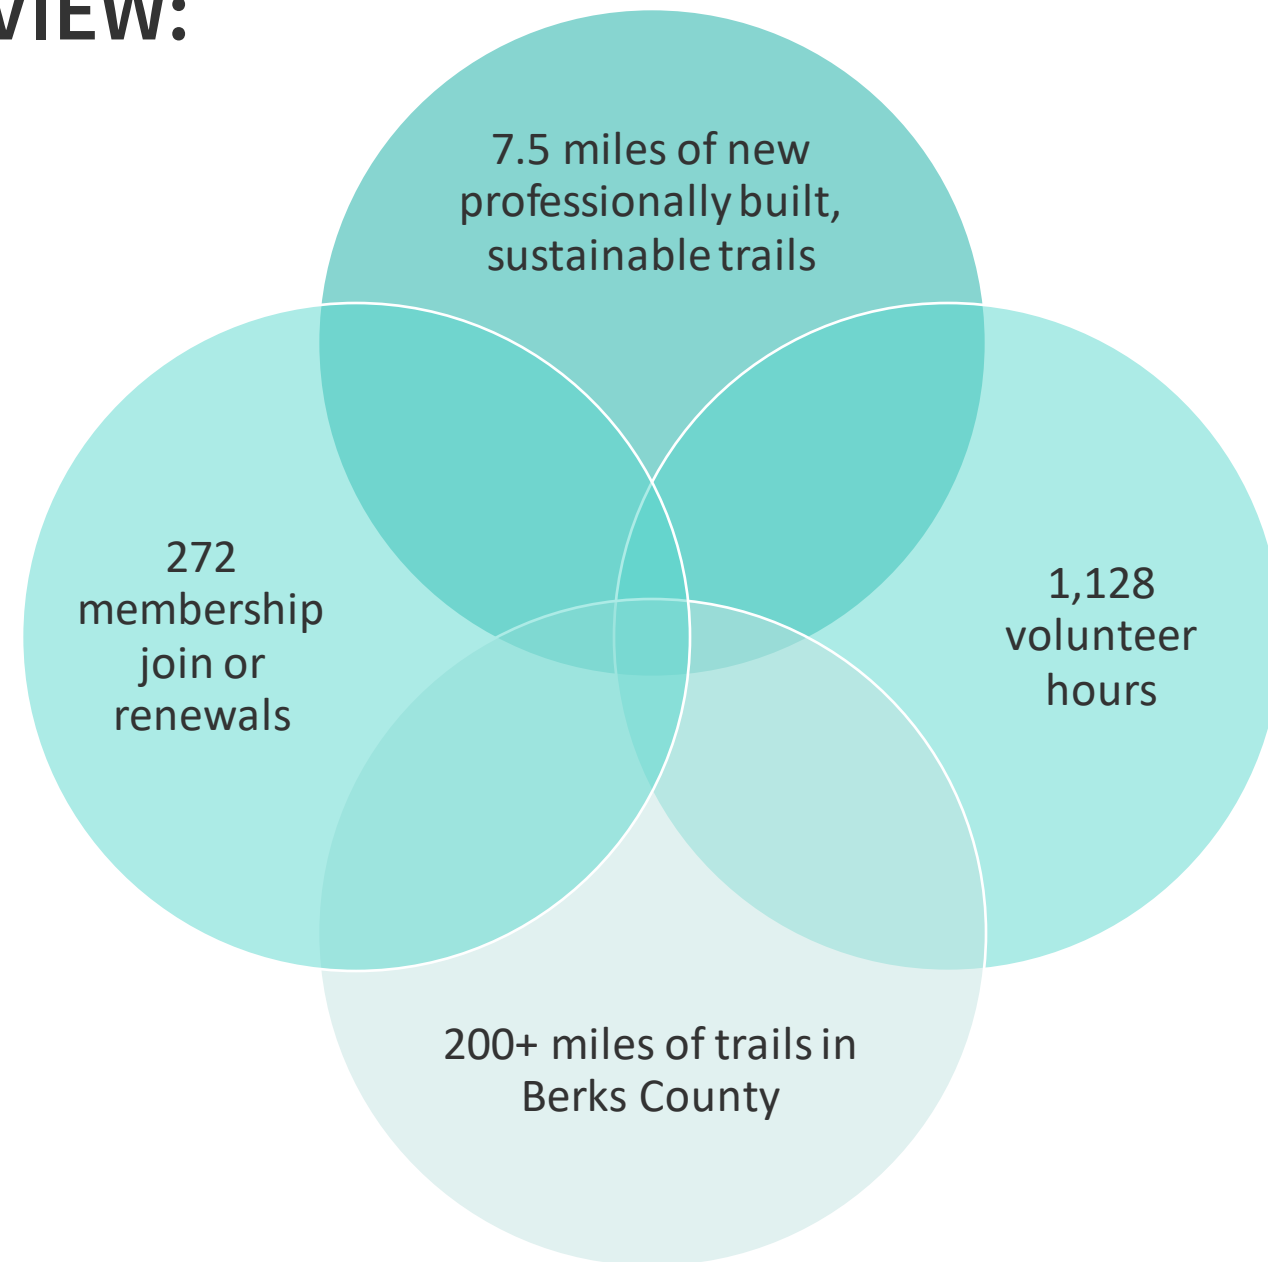 VIEW:
7.5 miles of new
professionally built,
sustainable trails
272
membership
join or
renewals
1,128
volunteer
hours
200+ miles of trails in
Berks County